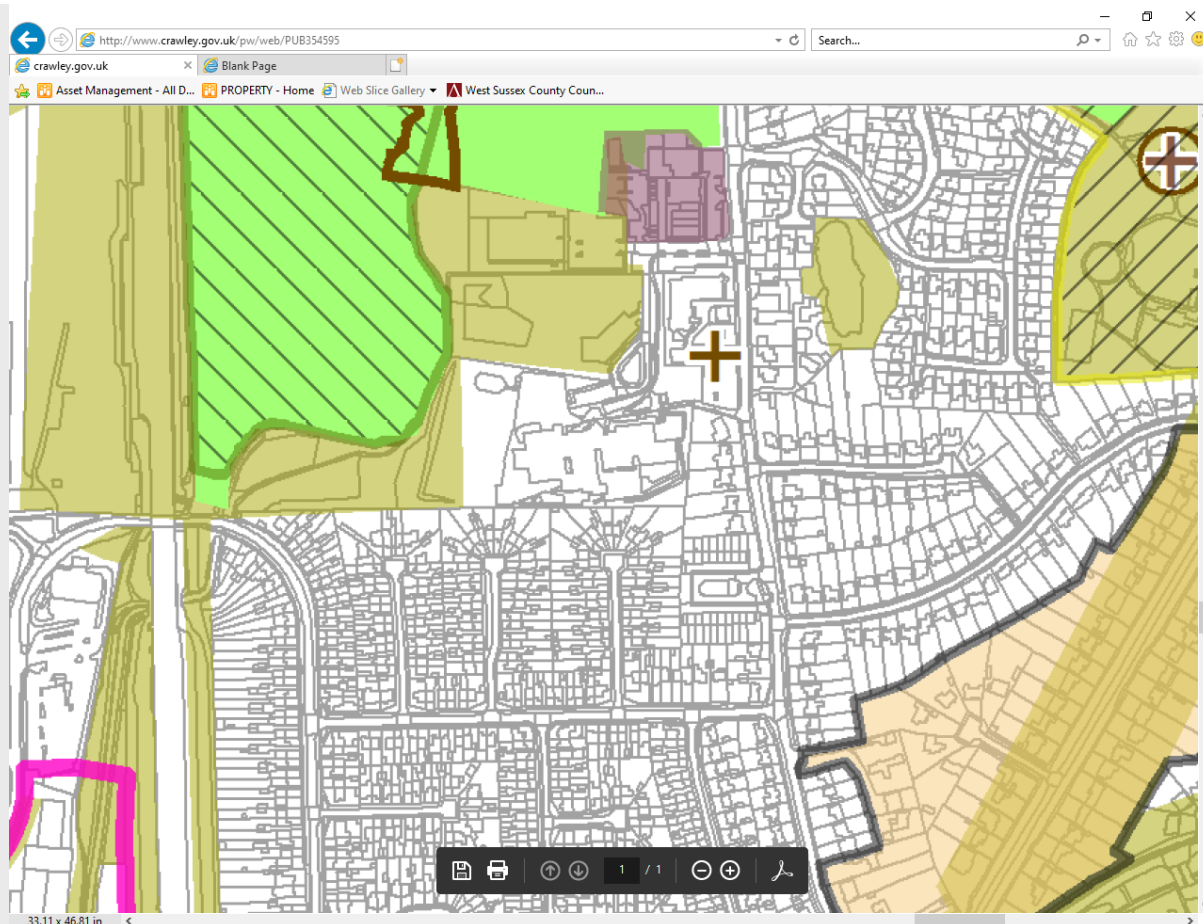 http://www.crawley.gov.uk/pw/web/PUB354595
Search...
crawley.gov.uk
Blank Page
Asset Management - All D...
PROPERTY - Home
Web Slice Gallery
West Sussex County Coun...
1 / 1
33.11 x 46.81 in